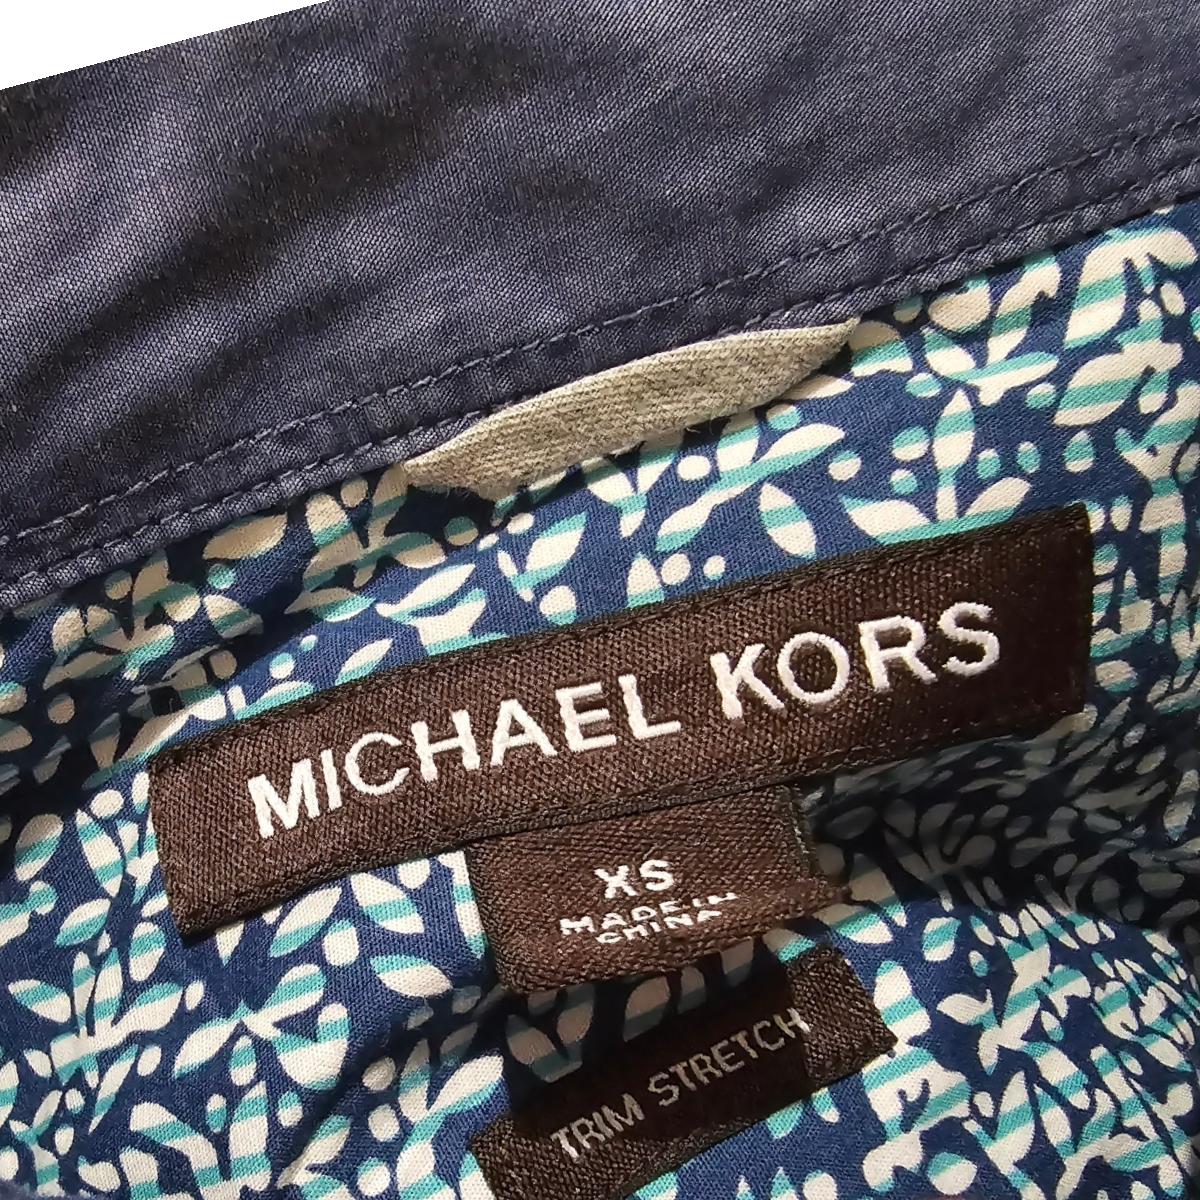 MICHAEL KORS
XS
MADE IN
CHINA
TRIM STRETCH